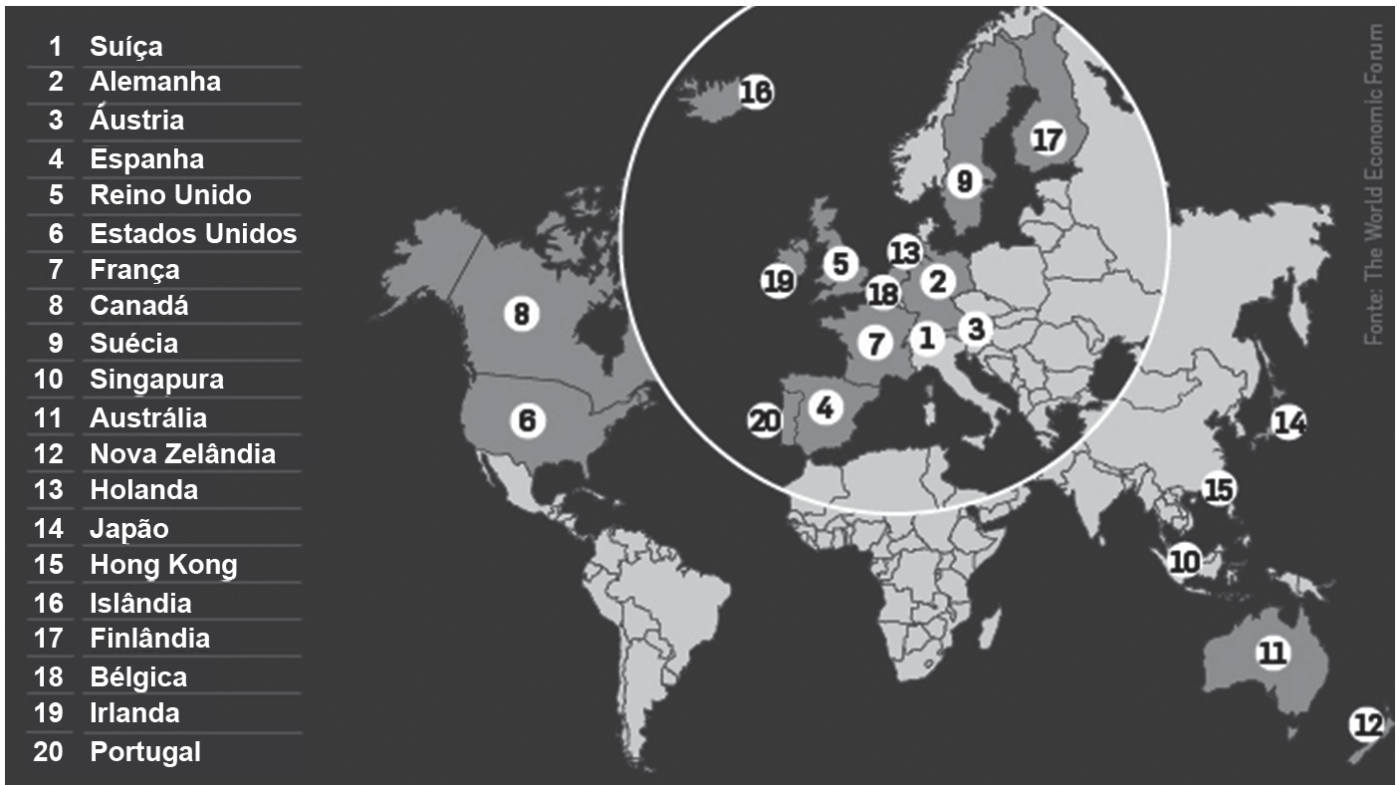 1 Suíça
2 Alemanha
3 Áustria
4 Espanha
5 Reino Unido
6 Estados Unidos
7 França
8 Canadá
9 Suécia
10 Singapura
11 Austrália
12 Nova Zelândia
13 Holanda
14 Japão
15 Hong Kong
16 Islândia
17 Finlândia
18 Bélgica
19 Irlanda
20 Portugal
16
17
9
13
5
19
2
18
8
3
1
7
4
20
6
14
15
10
11
12
Fonte: The World Economic Forum